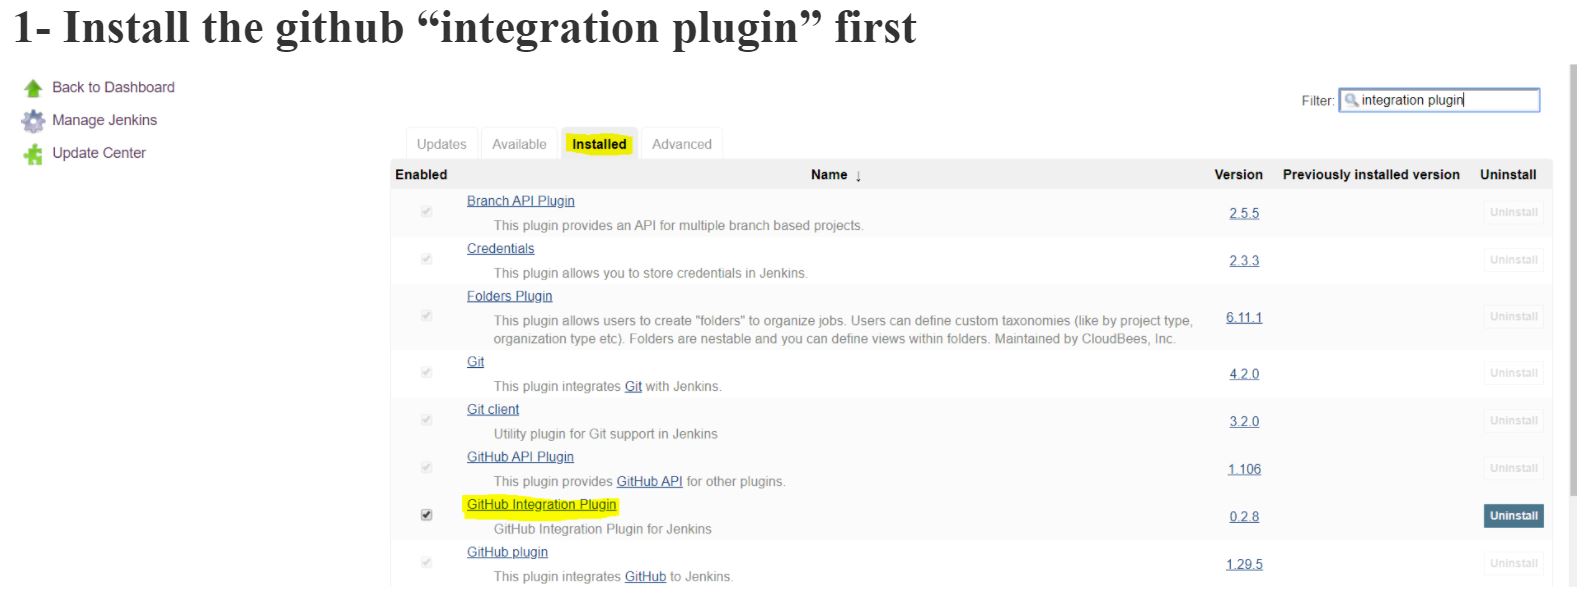 1- Install the github “integration plugin” first
Back to Dashboard
Manage Jenkins
Update Center
Filter: integration plugin
Updates Available Installed Advanced
Enabled Name ↓ Version Previously installed version Uninstall
Branch API Plugin
This plugin provides an API for multiple branch based projects.
2.5.5 Uninstall
Credentials
This plugin allows you to store credentials in Jenkins.
2.3.3 Uninstall
Folders Plugin
This plugin allows users to create "folders" to organize jobs. Users can define custom taxonomies (like by project type,
organization type etc). Folders are nestable and you can define views within folders. Maintained by CloudBees, Inc.
6.11.1 Uninstall
Git
This plugin integrates Git with Jenkins.
4.2.0 Uninstall
Git client
Utility plugin for Git support in Jenkins
3.2.0 Uninstall
GitHub API Plugin
This plugin provides GitHub API for other plugins.
1.106 Uninstall
GitHub Integration Plugin
GitHub Integration Plugin for Jenkins
0.2.8 Uninstall
GitHub plugin
This plugin integrates GitHub to Jenkins.
1.29.5 Uninstall